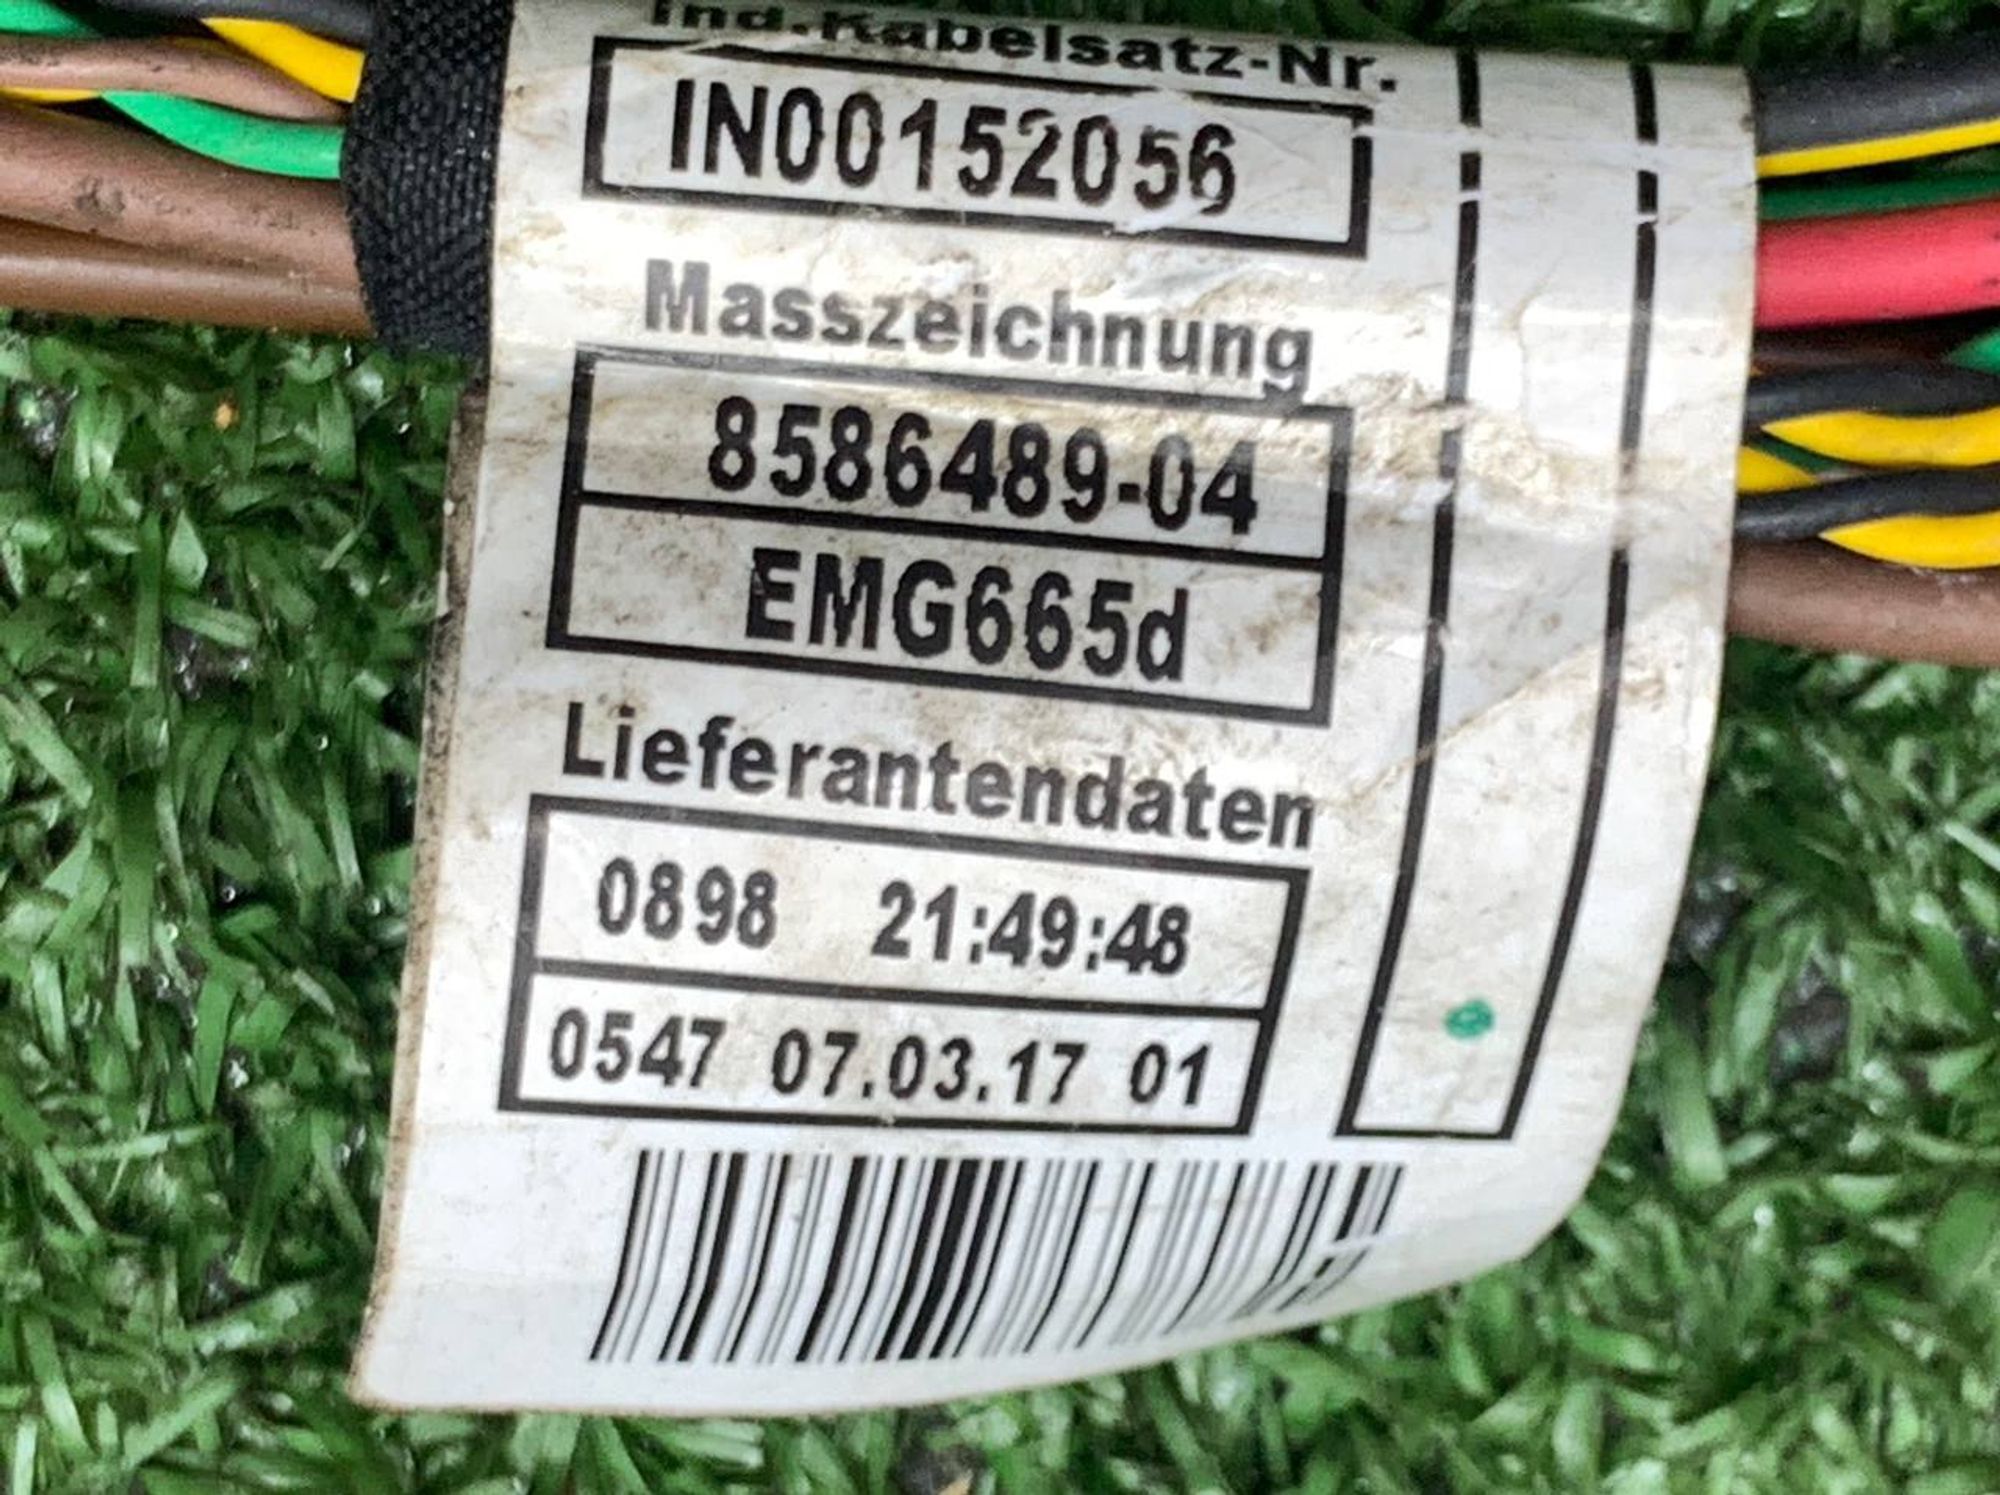 Ind.Kabelsatz-Nr.
IN00152056
Masszeichnung
8586489-04
EMG665d
Lieferantendaten
0898 21:49:48
0547 07.03.17 01